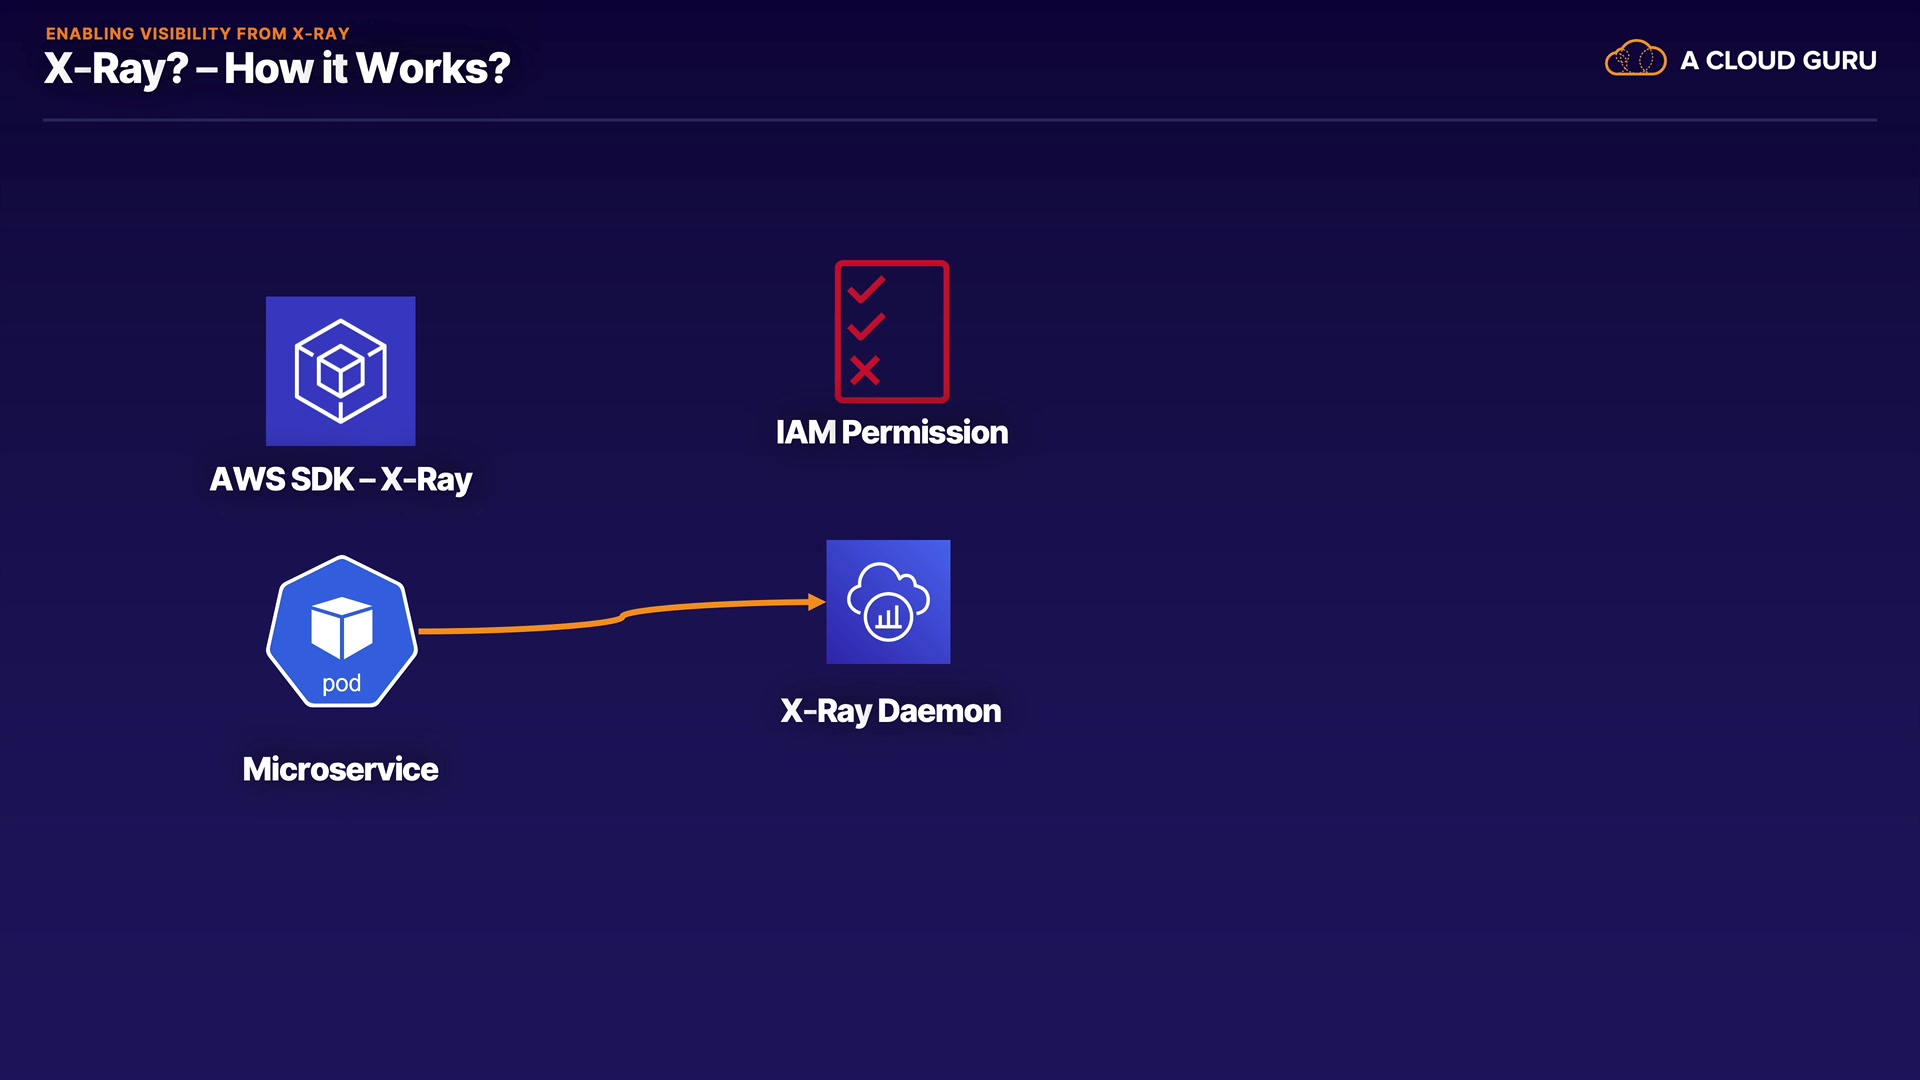 ENABLING VISIBILITY FROM X-RAY
X-Ray? – How it Works?
A CLOUD GURU
AWS SDK – X-Ray
IAM Permission
pod
Microservice
X-Ray Daemon